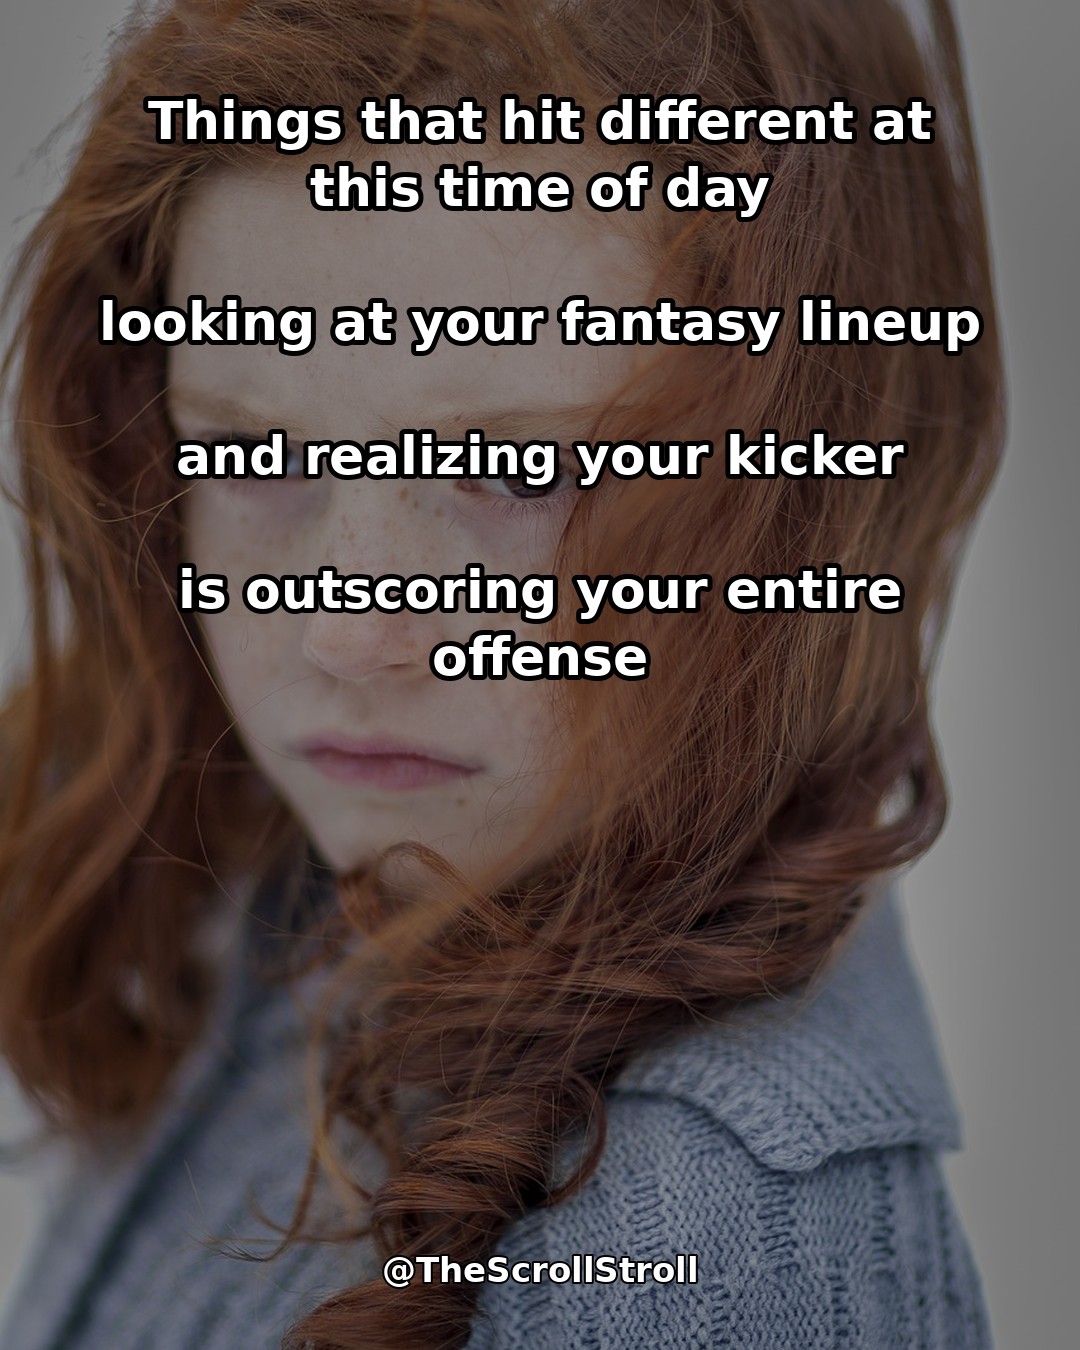 Things that hit different at
this time of day
looking at your fantasy lineup
and realizing your kicker
is outscoring your entire
offense
@TheScrollStroll